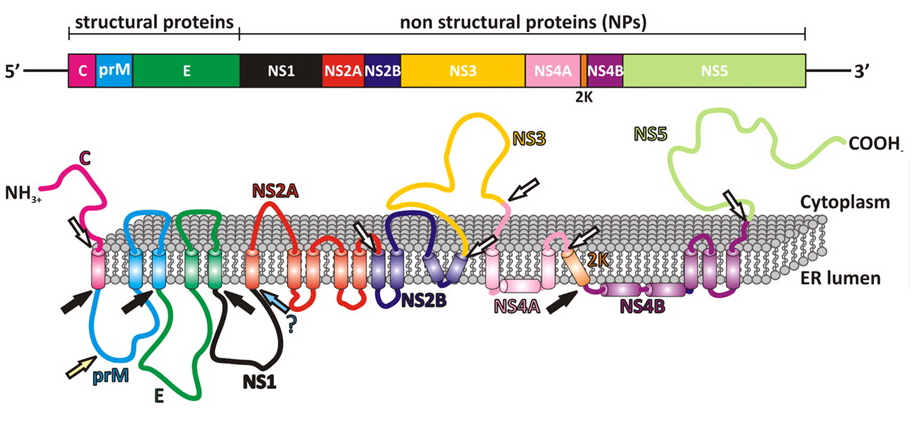 structural proteins non structural proteins (NPs)
5’ C prM E NS1 NS2A NS2B NS3 NS4A NS4B NS5 3’
2K
C NS3 NS5 COOH
NH3+ NS2A Cytoplasm
2K ER lumen
NS2B NS4A NS4B
?
prM NS1
E